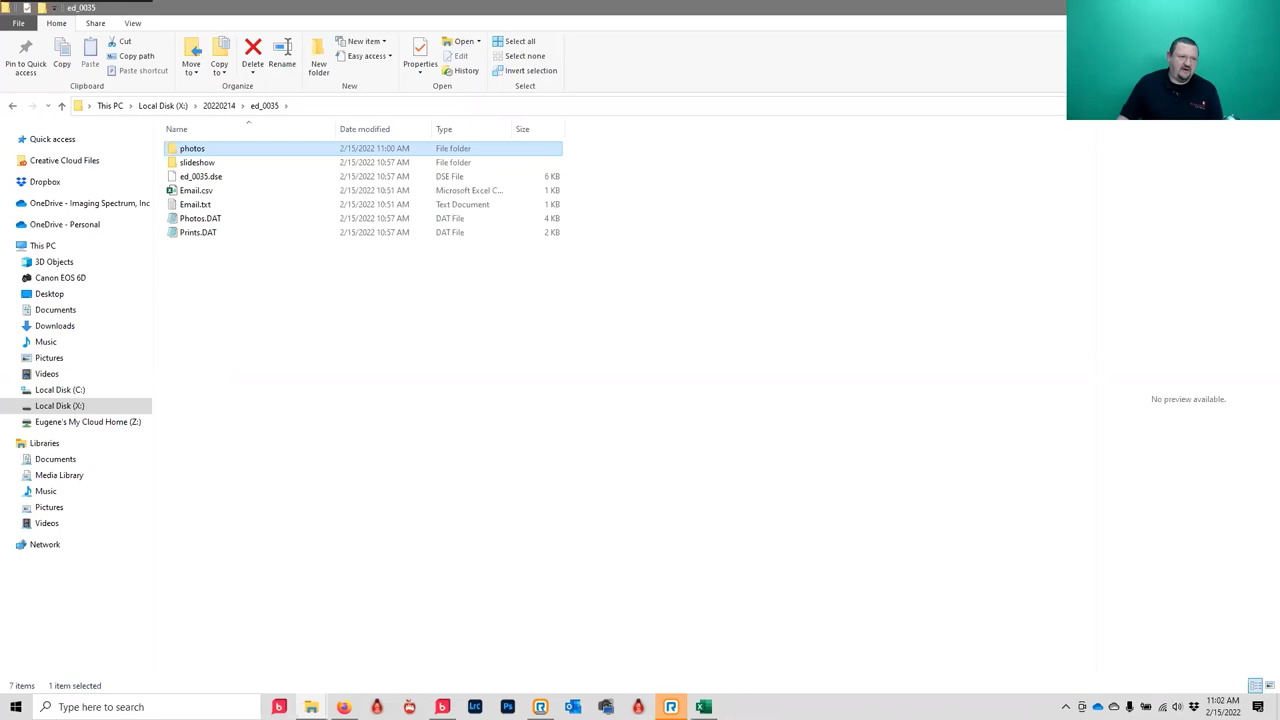 ed_0035
File Home Share View
Pin to Quick access
Copy
Paste
Cut
Copy path
Paste shortcut
Clipboard
Move to
Copy to
Delete
Rename
Organize
New folder
New item
Easy access
New
Properties
Open
Edit
History
Open
Select all
Select none
Invert selection
Select
This PC Local Disk (X:) 20220214 ed_0035
Name Date modified Type Size
photos 2/15/2022 11:00 AM File folder
slideshow 2/15/2022 10:57 AM File folder
ed_0035.dse 2/15/2022 10:57 AM DSE File 6 KB
Email.csv 2/15/2022 10:51 AM Microsoft Excel C... 1 KB
Email.txt 2/15/2022 10:51 AM Text Document 1 KB
Photos.DAT 2/15/2022 10:57 AM DAT File 4 KB
Prints.DAT 2/15/2022 10:57 AM DAT File 2 KB
Quick access
Creative Cloud Files
Dropbox
OneDrive - Imaging Spectrum, Inc
OneDrive - Personal
This PC
3D Objects
Canon EOS 6D
Desktop
Documents
Downloads
Music
Pictures
Videos
Local Disk (C:)
Local Disk (X:)
Eugene's My Cloud Home (Z:)
Libraries
Documents
Media Library
Music
Pictures
Videos
Network
No preview available.
7 items 1 item selected
Type here to search
Lrc
Ps
11:02 AM
2/15/2022